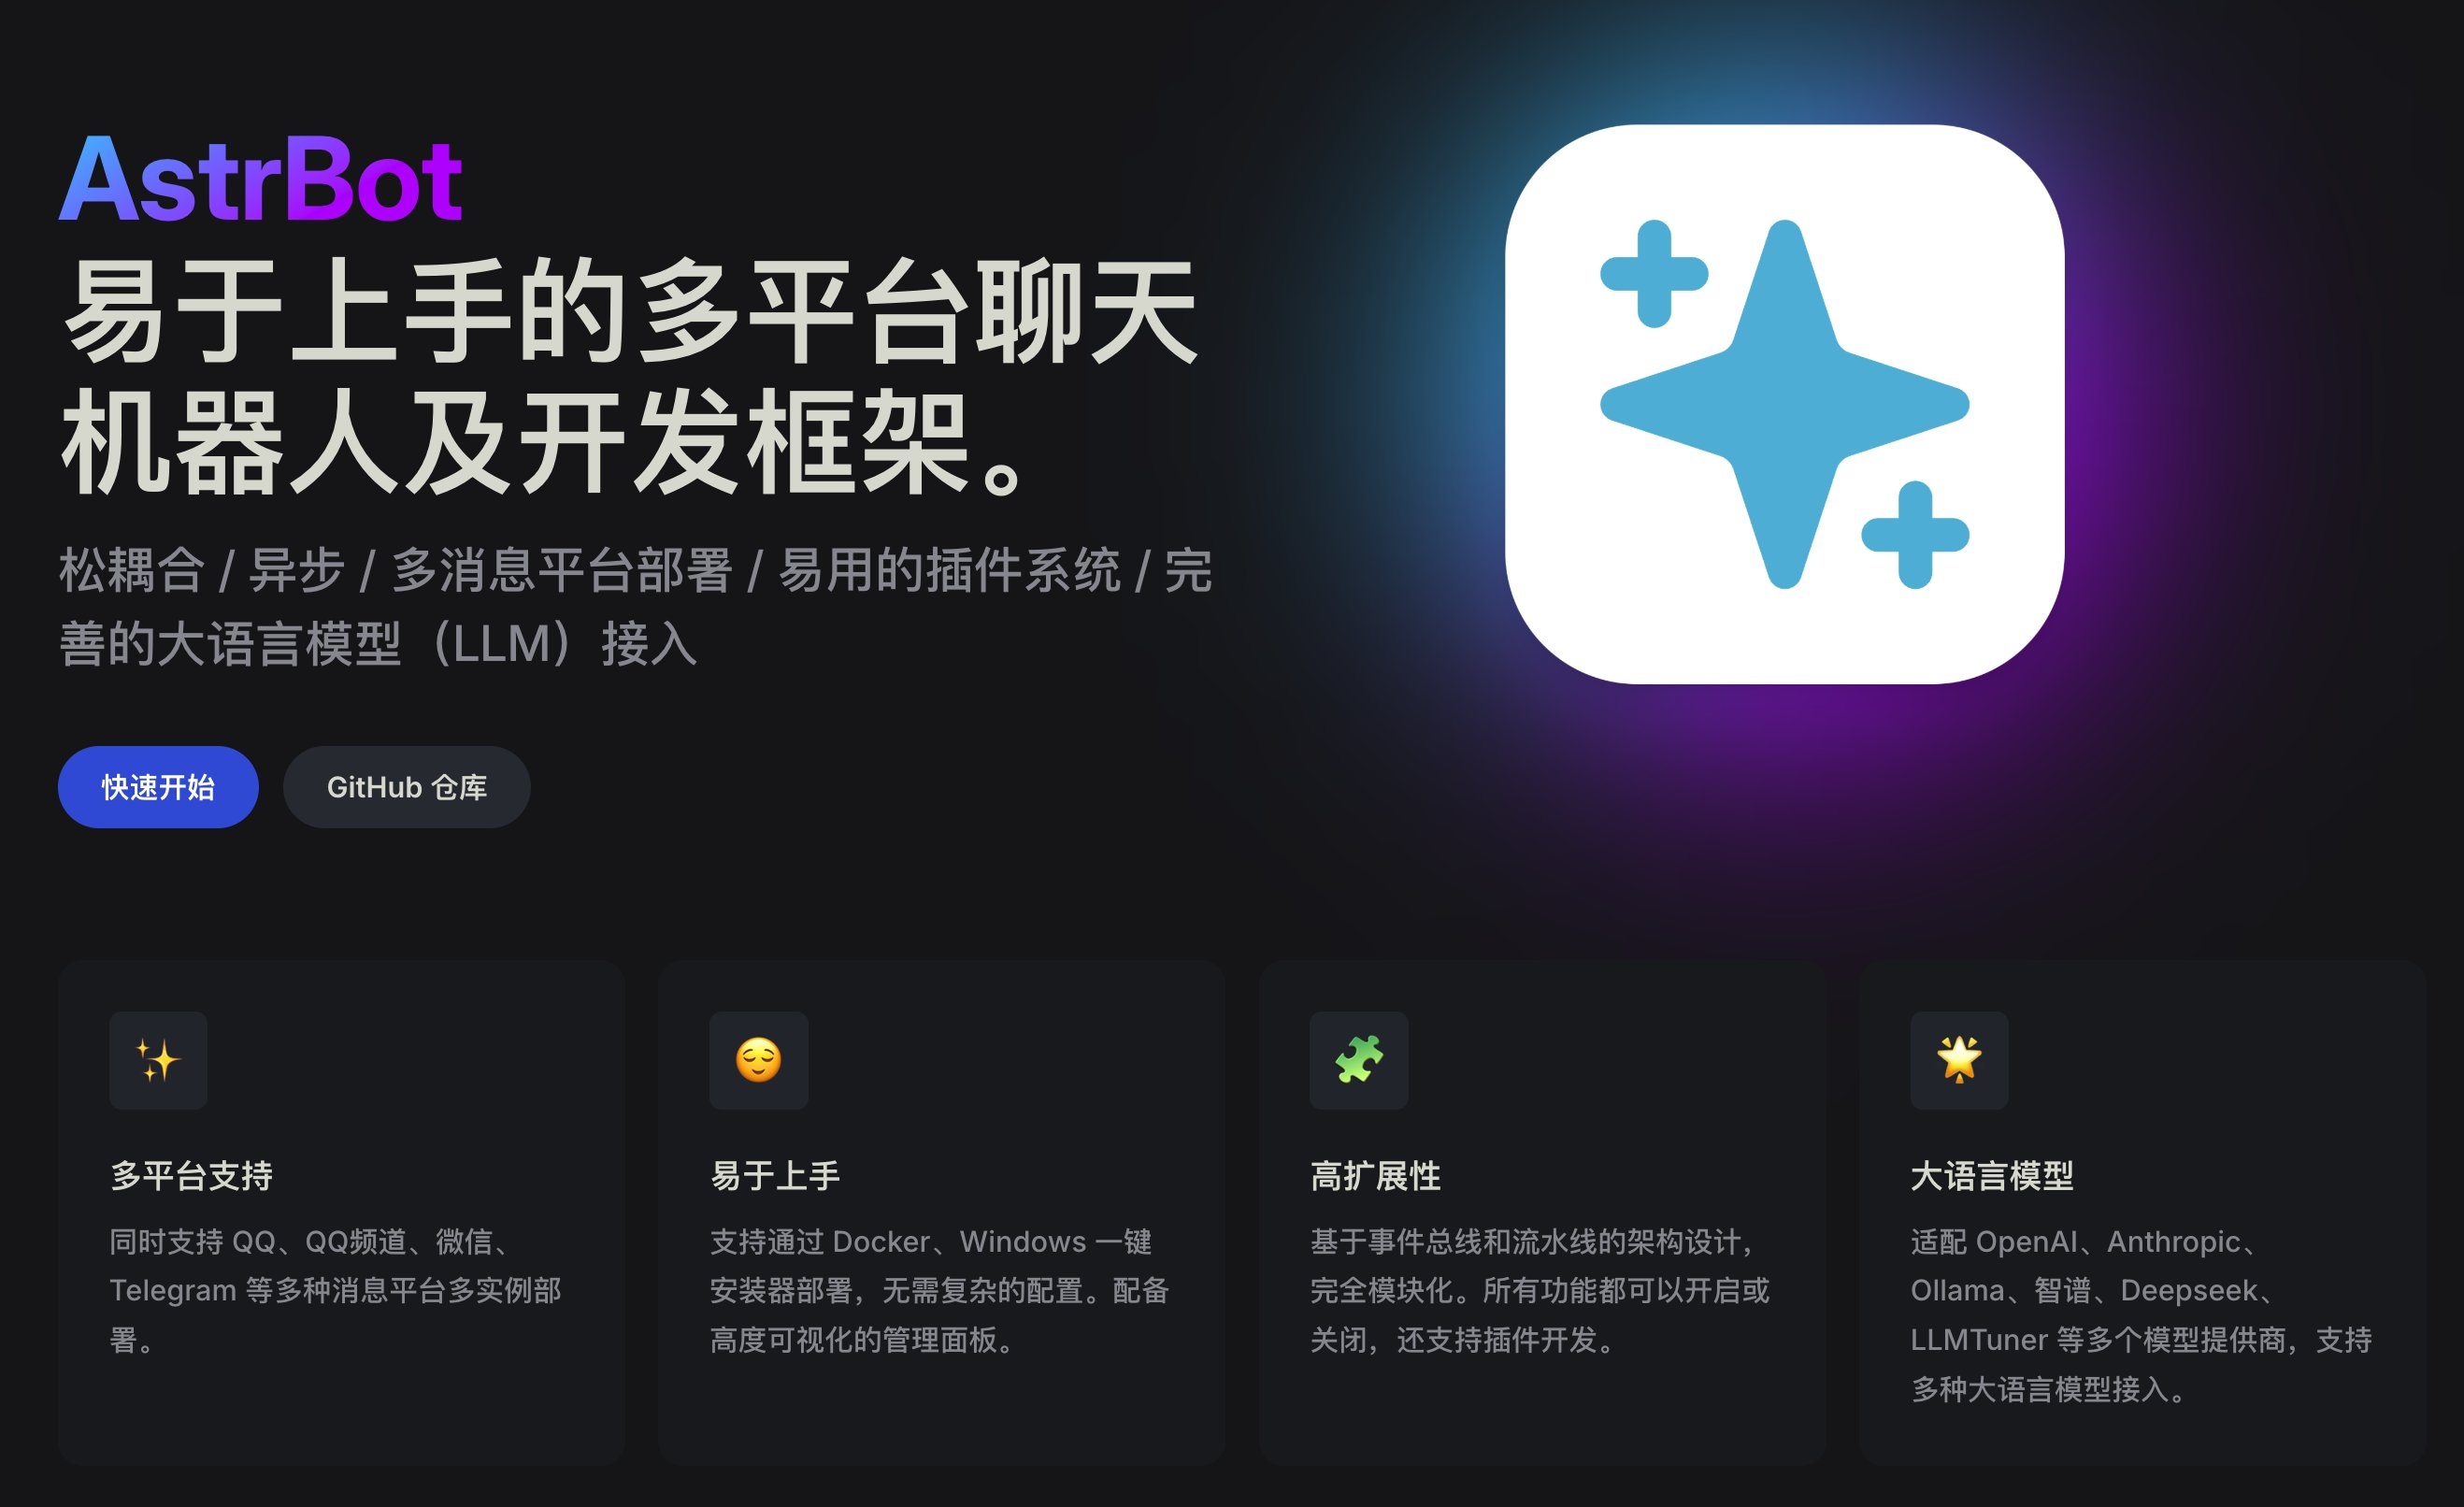 AstrBot
易于上手的多平台聊天
机器人及开发框架。
松耦合 / 异步 / 多消息平台部署 / 易用的插件系统 / 完
善的大语言模型（LLM）接入
快速开始
GitHub 仓库
多平台支持
同时支持 QQ、QQ频道、微信、
Telegram 等多种消息平台多实例部
署。
易于上手
支持通过 Docker、Windows 一键
安装器部署，无需复杂的配置。配备
高度可视化的管理面板。
高扩展性
基于事件总线和流水线的架构设计，
完全模块化。所有功能都可以开启或
关闭，还支持插件开发。
大语言模型
适配 OpenAI、Anthropic、
Ollama、智谱、Deepseek、
LLMTuner 等多个模型提供商，支持
多种大语言模型接入。